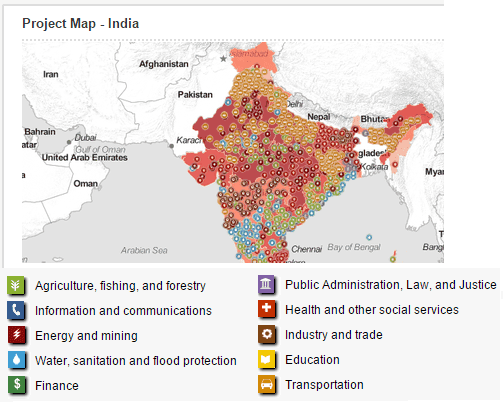 Project Map - India
Islamabad
Afghanistan
Iran
Pakistan
Delhi
Nepal
Bhutan
Bahrain
Dubai
Karachi
atar
Gulf of Oman
United Arab Emirates
gladesh
Kolkata
Oman
Myar
Arabian Sea
Chennai
Bay of Bengal
Bang
Agriculture, fishing, and forestry
Information and communications
Energy and mining
Water, sanitation and flood protection
Finance
Public Administration, Law, and Justice
Health and other social services
Industry and trade
Education
Transportation